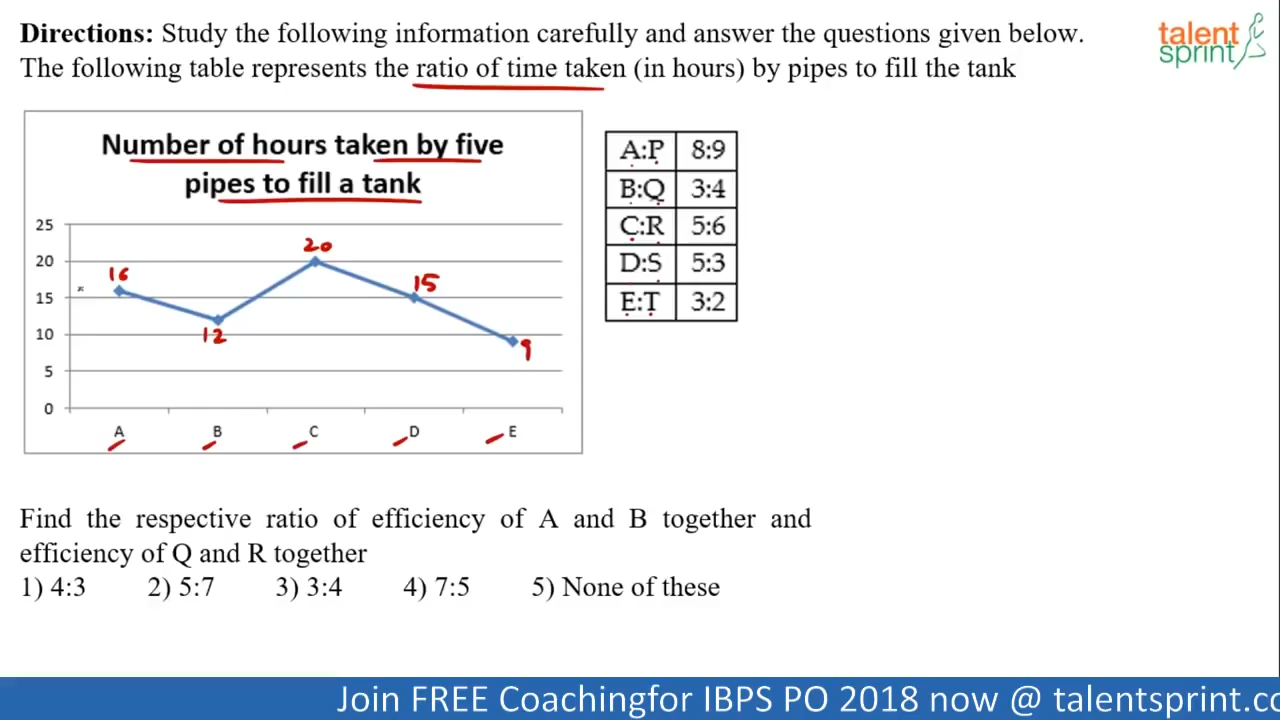 Directions: Study the following information carefully and answer the questions given below.
The following table represents the ratio of time taken (in hours) by pipes to fill the tank
talent
sprint
Number of hours taken by five
pipes to fill a tank
25
20
15
10
5
0
16
12
20
15
9
A B C D E
A:P 8:9
B:Q 3:4
C:R 5:6
D:S 5:3
E:T 3:2
Find the respective ratio of efficiency of A and B together and
efficiency of Q and R together
1) 4:3 2) 5:7 3) 3:4 4) 7:5 5) None of these
Join FREE Coachingfor IBPS PO 2018 now @ talentsprint.co